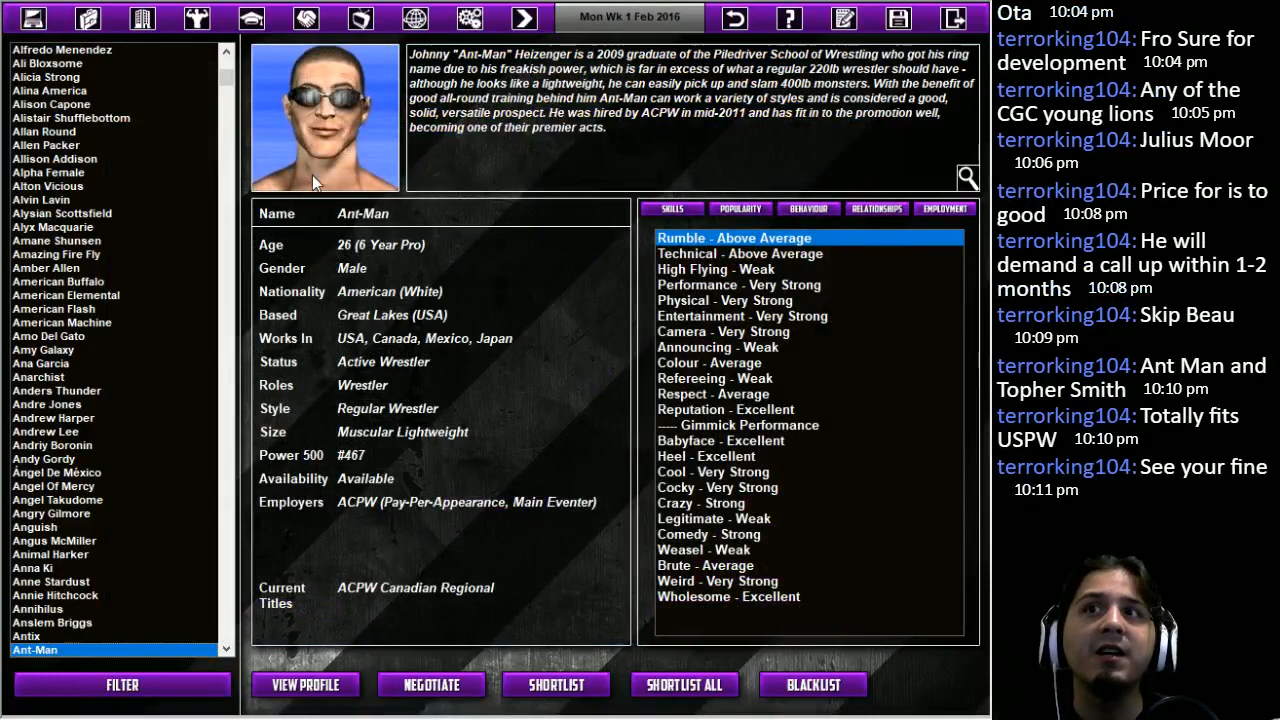 Mon Wk 1 Feb 2016
Alfredo Menendez
Ali Bloxsome
Alicia Strong
Alina America
Alison Capone
Alistair Shufflebottom
Allan Round
Allen Packer
Allison Addison
Alpha Female
Alton Vicious
Alvin Lavin
Alysian Scottsfield
Alyx Macquarie
Amane Shunsen
Amazing Fire Fly
Amber Allen
American Buffalo
American Elemental
American Flash
American Machine
Amo Del Gato
Amy Galaxy
Ana Garcia
Anarchist
Anders Thunder
Andre Jones
Andrew Harper
Andrew Lee
Andriy Boronin
Andy Gordy
Ángel De México
Angel Of Mercy
Angel Takudome
Angry Gilmore
Anguish
Angus McMiller
Animal Harker
Anna Ki
Anne Stardust
Annie Hitchcock
Annihilus
Anslem Briggs
Antix
Ant-Man
FILTER
Johnny "Ant-Man" Heizenger is a 2009 graduate of the Piledriver School of Wrestling who got his ring
name due to his freakish power, which is far in excess of what a regular 220lb wrestler should have -
although he looks like a lightweight, he can easily pick up and slam 400lb monsters. With the benefit of
good all-round training behind him Ant-Man can work a variety of styles and is considered a good,
solid, versatile prospect. He was hired by ACPW in mid-2011 and has fit in to the promotion well,
becoming one of their premier acts.
Name Ant-Man
Age 26 (6 Year Pro)
Gender Male
Nationality American (White)
Based Great Lakes (USA)
Works In USA, Canada, Mexico, Japan
Status Active Wrestler
Roles Wrestler
Style Regular Wrestler
Size Muscular Lightweight
Power 500 #467
Availability Available
Employers ACPW (Pay-Per-Appearance, Main Eventer)
Current ACPW Canadian Regional
Titles
SKILLS POPULARITY BEHAVIOUR RELATIONSHIPS EMPLOYMENT
Rumble - Above Average
Technical - Above Average
High Flying - Weak
Performance - Very Strong
Physical - Very Strong
Entertainment - Very Strong
Camera - Very Strong
Announcing - Weak
Colour - Average
Refereeing - Weak
Respect - Average
Reputation - Excellent
----- Gimmick Performance
Babyface - Excellent
Heel - Excellent
Cool - Very Strong
Cocky - Very Strong
Crazy - Strong
Legitimate - Weak
Comedy - Strong
Weasel - Weak
Brute - Average
Weird - Very Strong
Wholesome - Excellent
VIEW PROFILE NEGOTIATE SHORTLIST SHORTLIST ALL BLACKLIST
Ota 10:04 pm
terrorking104: Fro Sure for
development 10:04 pm
terrorking104: Any of the
CGC young lions 10:05 pm
terrorking104: Julius Moor
10:06 pm
terrorking104: Price for is to
good 10:08 pm
terrorking104: He will
demand a call up within 1-2
months 10:08 pm
terrorking104: Skip Beau
10:09 pm
terrorking104: Ant Man and
Topher Smith 10:10 pm
terrorking104: Totally fits
USPW 10:10 pm
terrorking104: See your fine
10:11 pm